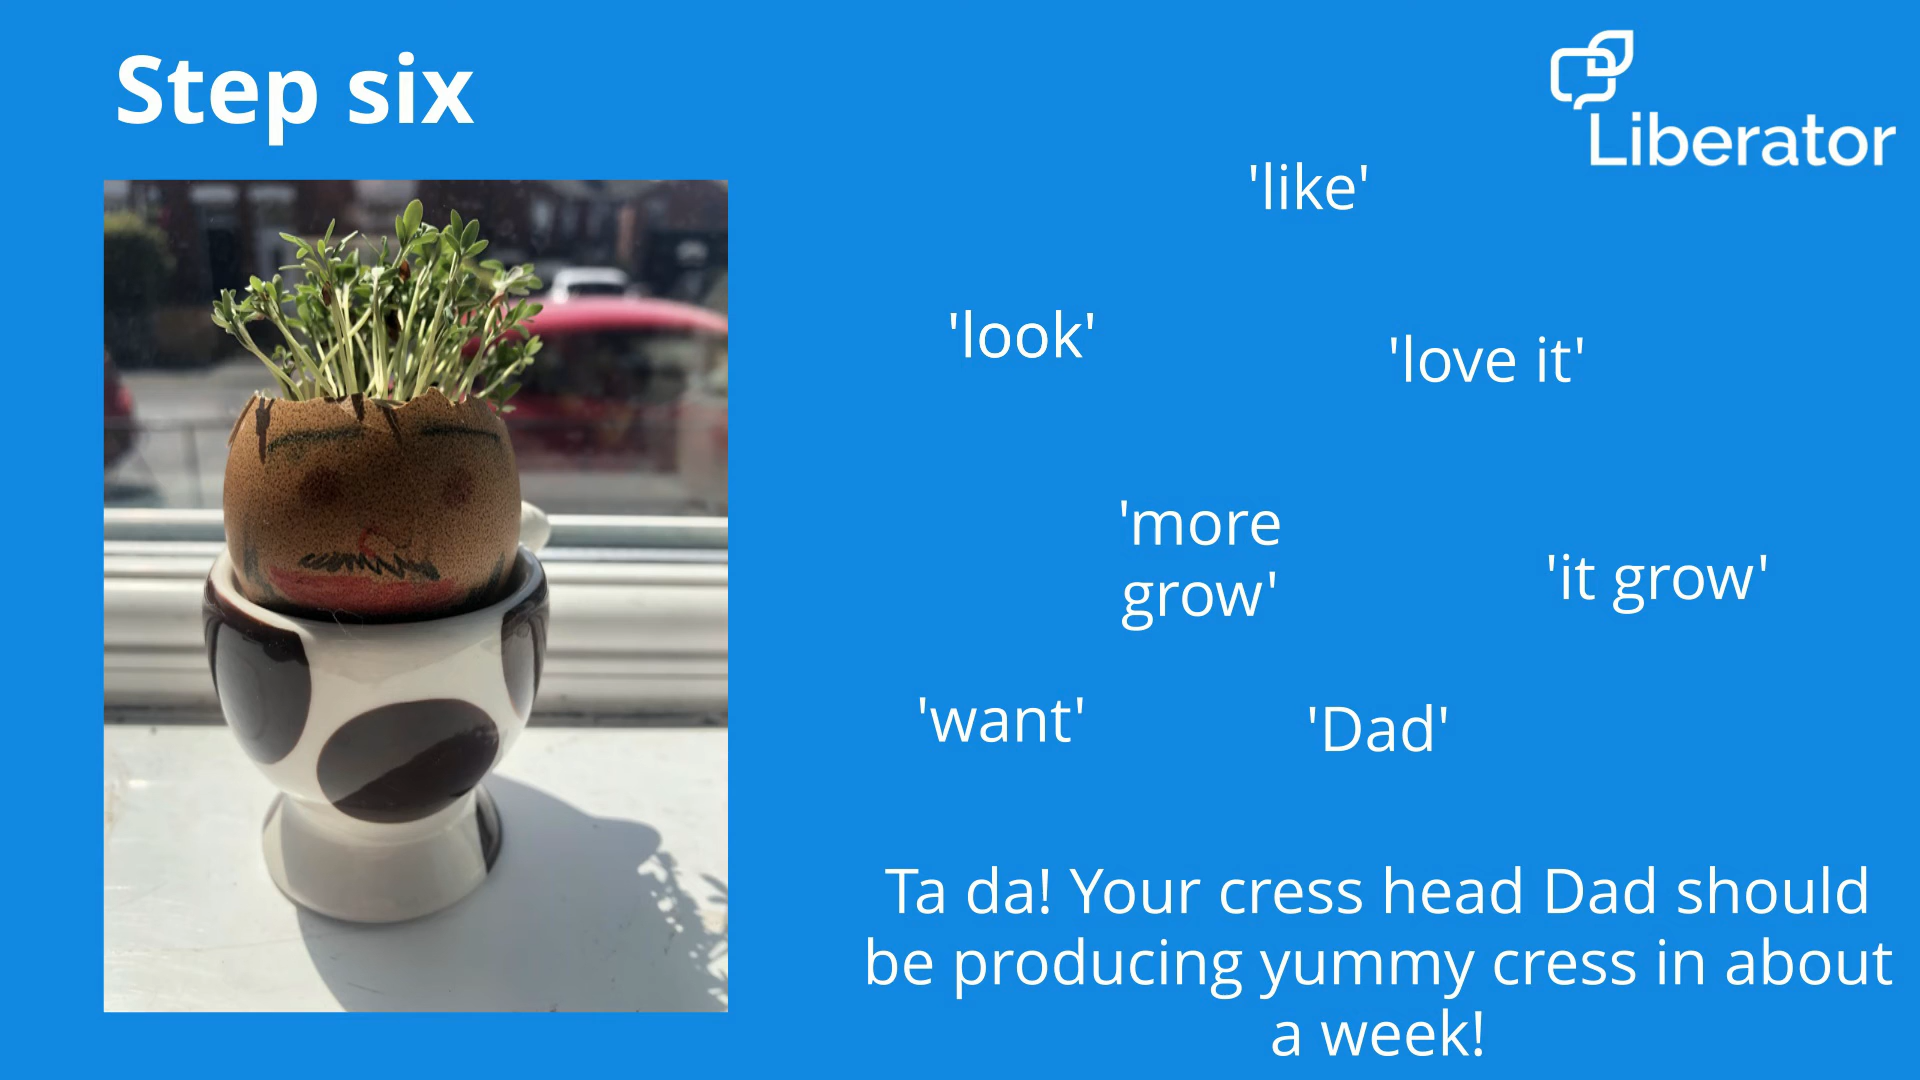 Step six
Liberator
'like'
'look'
'love it'
'more
grow'
'it grow'
'want'
'Dad'
Ta da! Your cress head Dad should
be producing yummy cress in about
a week!